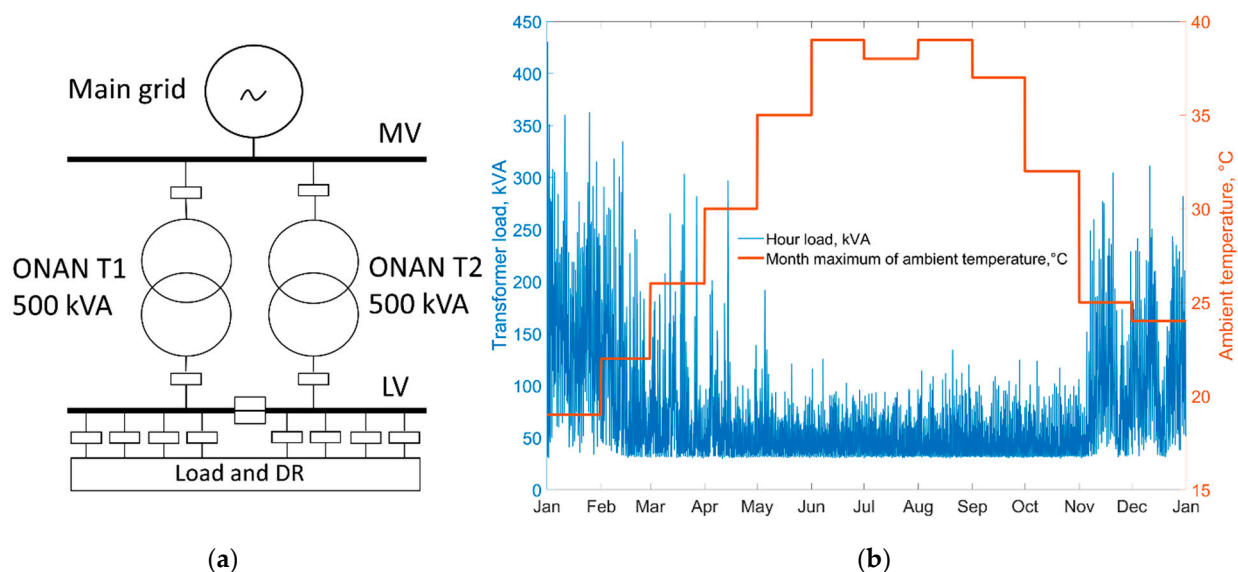 Main grid
MV
ONAN T1
500 kVA
ONAN T2
500 kVA
LV
Load and DR
(a)
450
400
350
300
250
200
150
100
50
0
Transformer load, kVA
Hour load, kVA
Month maximum of ambient temperature,°C
40
35
30
25
20
15
Ambient temperature, °C
Jan Feb Mar Apr May Jun Jul Aug Sep Oct Nov Dec Jan
(b)